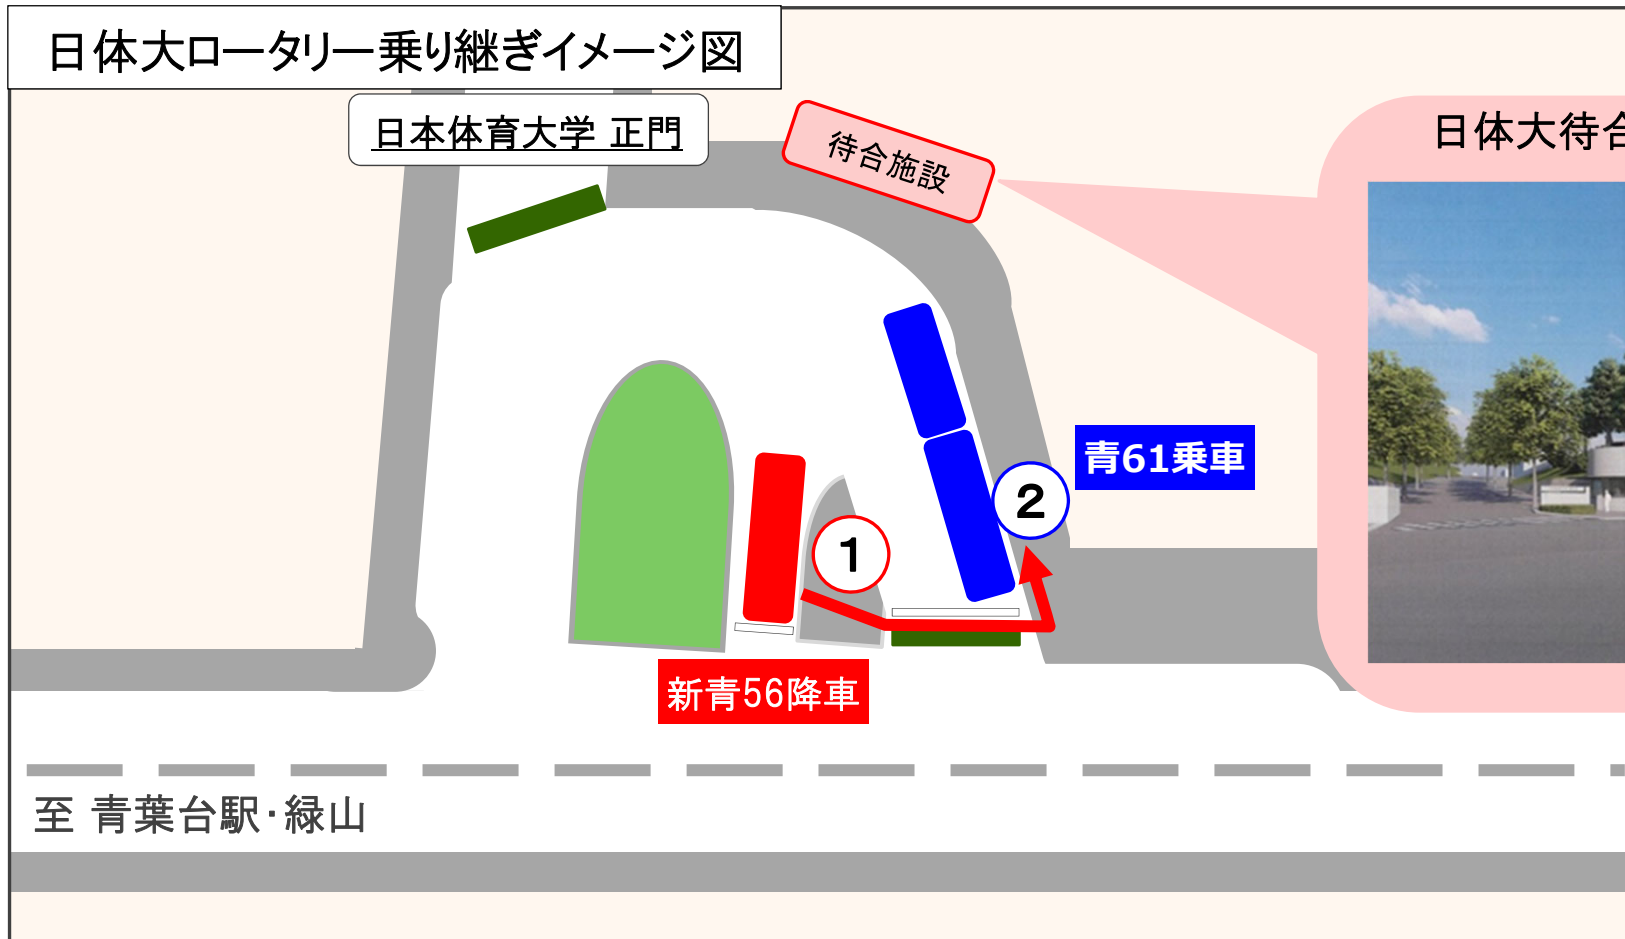 日体大ロータリー乗り継ぎイメージ図
日本体育大学 正門
待合施設
日体大待合
青61乗車
2
1
新青56降車
至 青葉台駅・緑山